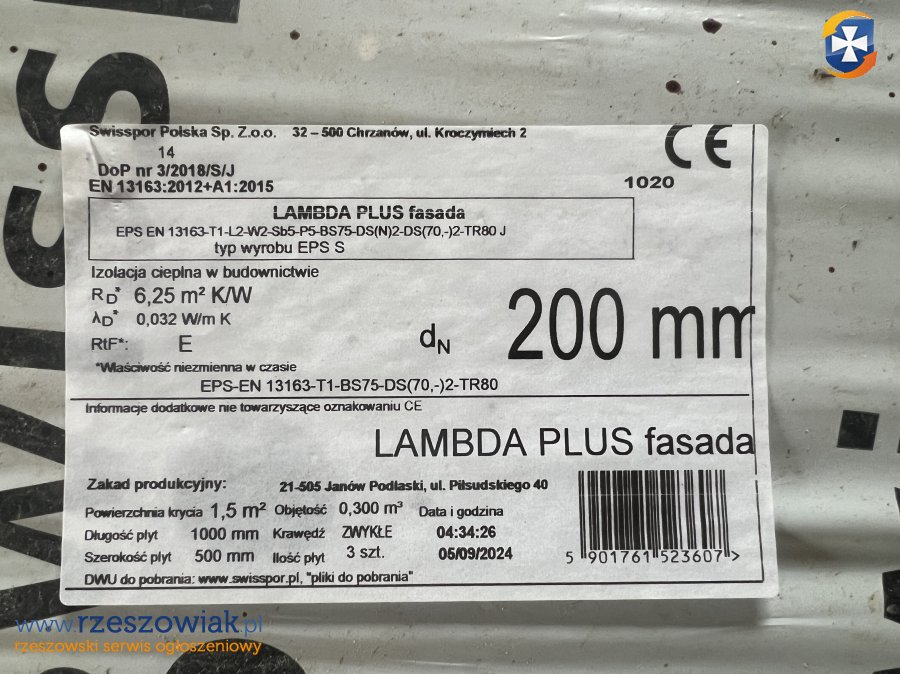 SWISS
Swisspor Polska Sp. Z.o.o. 32 – 500 Chrzanów, ul. Kroczymiech 2
CE
14
DoP nr 3/2018/S/J
1020
EN 13163:2012+A1:2015
LAMBDA PLUS fasada
EPS EN 13163-T1-L2-W2-Sb5-P5-BS75-DS(N)2-DS(70,-)2-TR80 J
typ wyrobu EPS S
Izolacja cieplna w budownictwie
RD* 6,25 m² K/W
λD* 0,032 W/m K
RtF*: E
dN 200 mm
*Właściwość niezmienna w czasie
EPS-EN 13163-T1-BS75-DS(70,-)2-TR80
Informacje dodatkowe nie towarzyszące oznakowaniu CE
LAMBDA PLUS fasada
Zakad produkcyjny: 21-505 Janów Podlaski, ul. Piłsudskiego 40
Powierzchnia krycia 1,5 m² Objętość 0,300 m³ Data i godzina
Długość płyt 1000 mm Krawędź ZWYKŁE 04:34:26
Szerokość płyt 500 mm Ilość płyt 3 szt. 05/09/2024
5 901761 523607 >
DWU do pobrania: www.swisspor.pl, "pliki do pobrania"
www.rzeszowiak.pl
rzeszowski serwis ogłoszeniowy